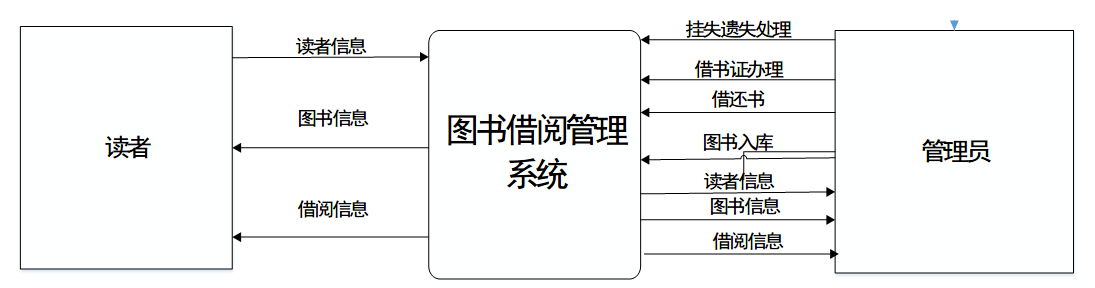 读者
读者信息
图书信息
借阅信息
图书借阅管理
系统
挂失遗失处理
借书证办理
借还书
图书入库
读者信息
图书信息
借阅信息
管理员